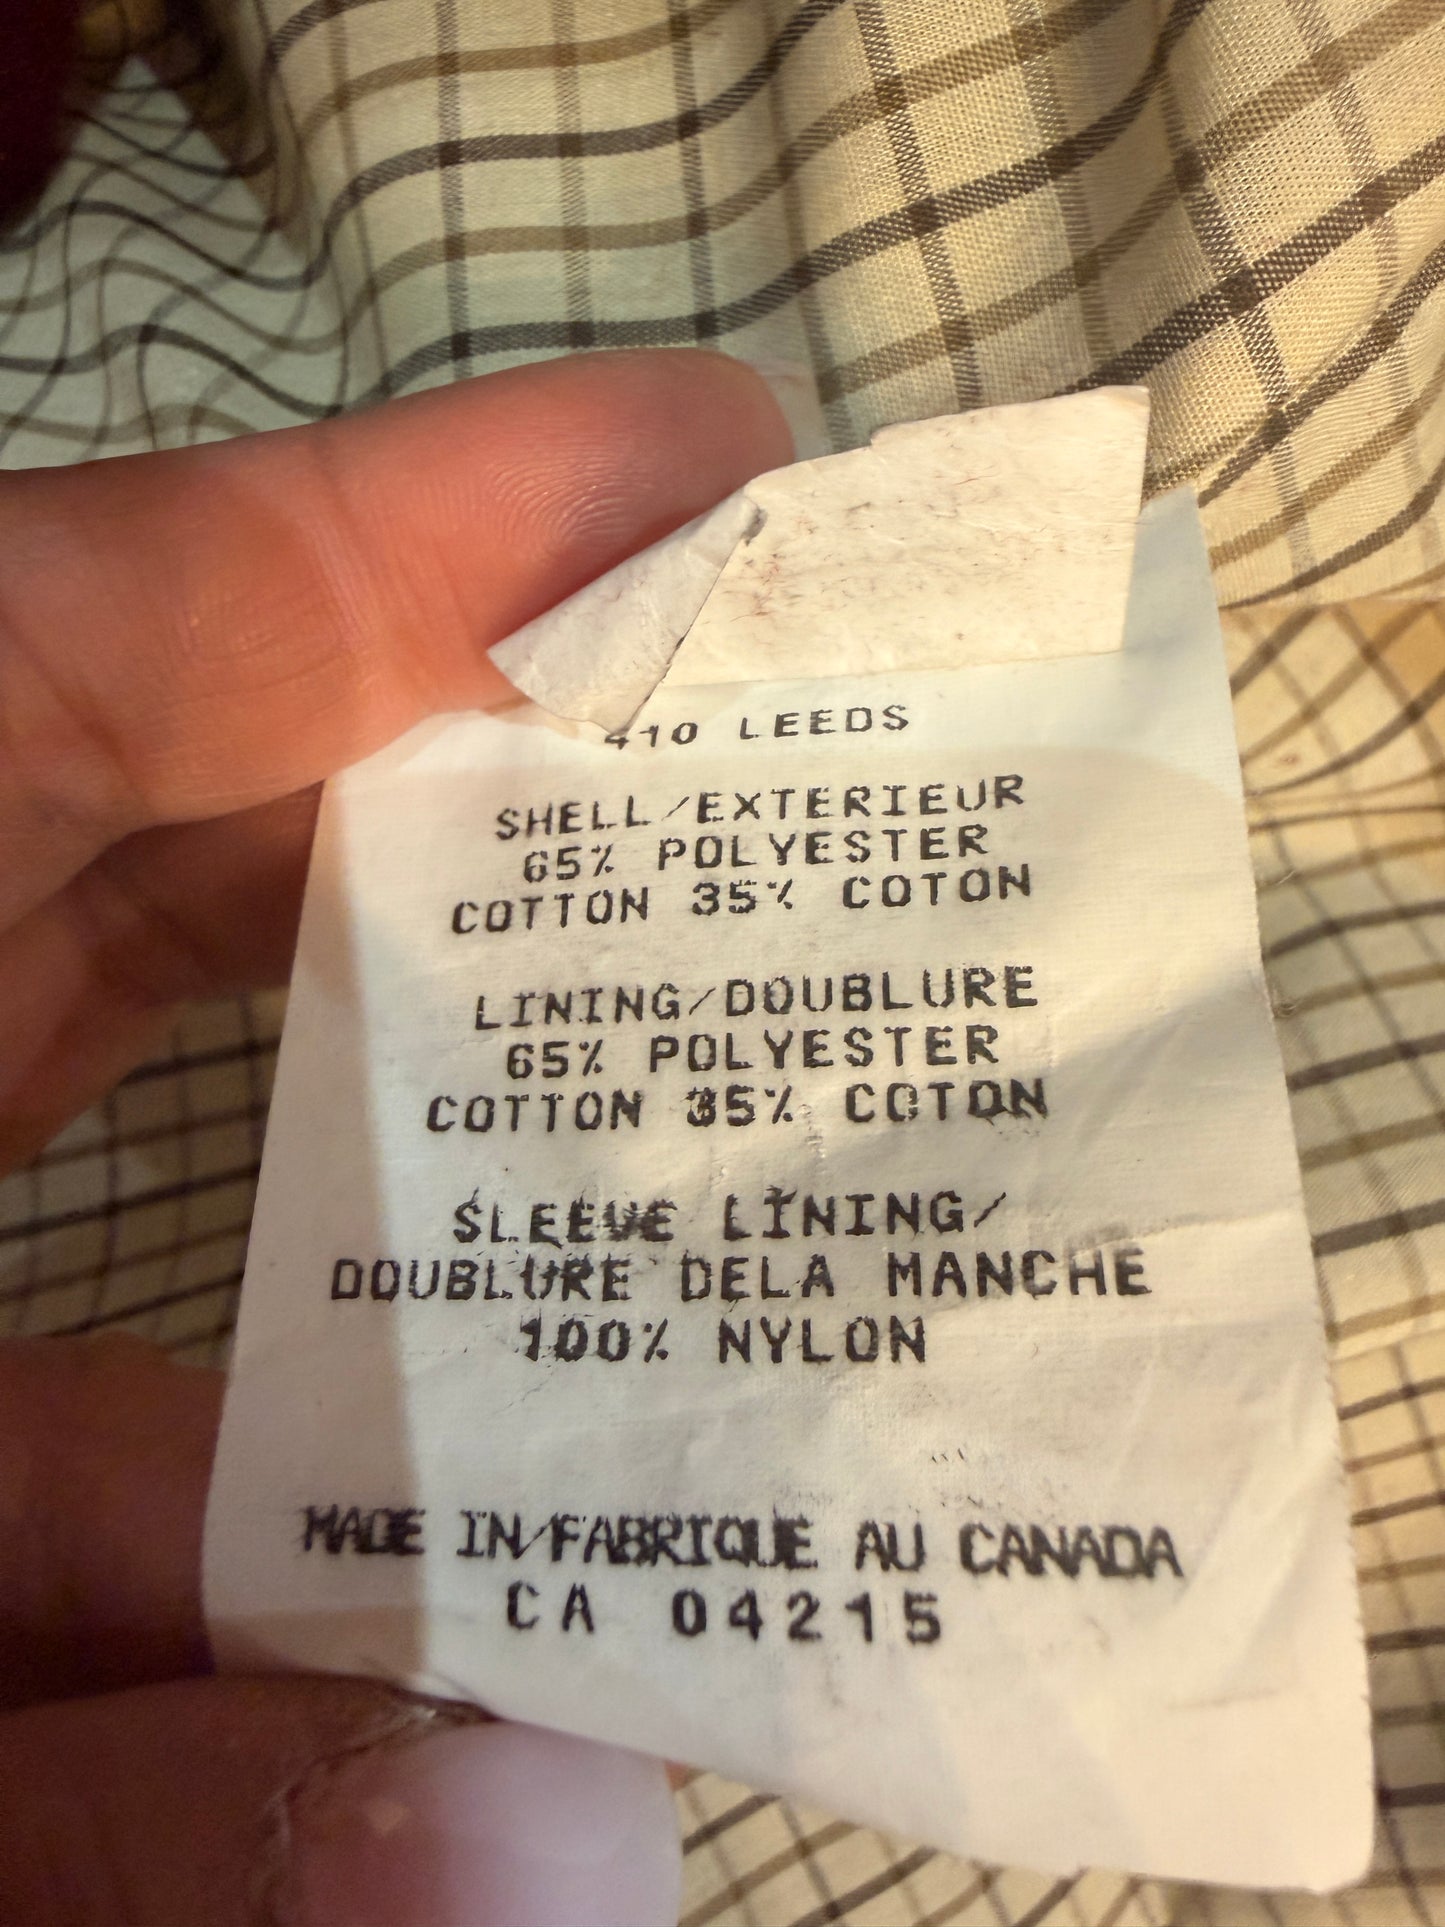 410 LEEDS
SHELL/EXTERIEUR
65% POLYESTER
COTTON 35% COTON
LINING/DOUBLURE
65% POLYESTER
COTTON 35% COTON
SLEEVE LINING/
DOUBLURE DELA MANCHE
100% NYLON
MADE IN/FABRIQUE AU CANADA
CA 04215